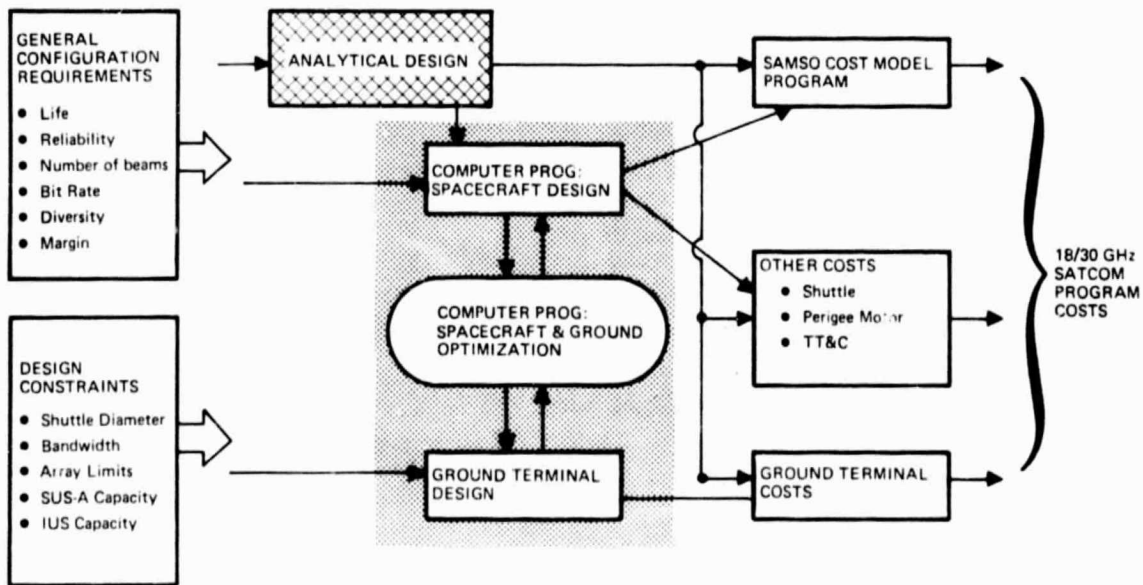 GENERAL
CONFIGURATION
REQUIREMENTS
• Life
• Reliability
• Number of beams
• Bit Rate
• Diversity
• Margin
DESIGN
CONSTRAINTS
• Shuttle Diameter
• Bandwidth
• Array Limits
• SUS-A Capacity
• IUS Capacity
ANALYTICAL DESIGN
COMPUTER PROG:
SPACECRAFT DESIGN
COMPUTER PROG:
SPACECRAFT & GROUND
OPTIMIZATION
GROUND TERMINAL
DESIGN
SAMSO COST MODEL
PROGRAM
OTHER COSTS
• Shuttle
• Perigee Motor
• TT&C
GROUND TERMINAL
COSTS
18/30 GHz
SATCOM
PROGRAM
COSTS